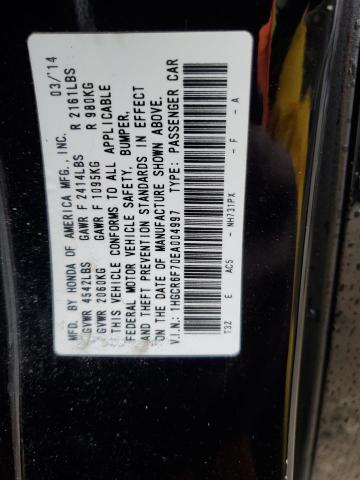 MFD. BY HONDA OF AMERICA MFG., INC. 03/'14
GVWR 4542LBS GAWR F 2414LBS R 2161LBS
GVWR 2060KG GAWR F 1095KG R 980KG
THIS VEHICLE CONFORMS TO ALL APPLICABLE
FEDERAL MOTOR VEHICLE SAFETY, BUMPER,
AND THEFT PREVENTION STANDARDS IN EFFECT
ON THE DATE OF MANUFACTURE SHOWN ABOVE.
V.I.N.: 1HGCR6F70EA004997 TYPE: PASSENGER CAR
T3Z E AC5 - NH731PX - F - A